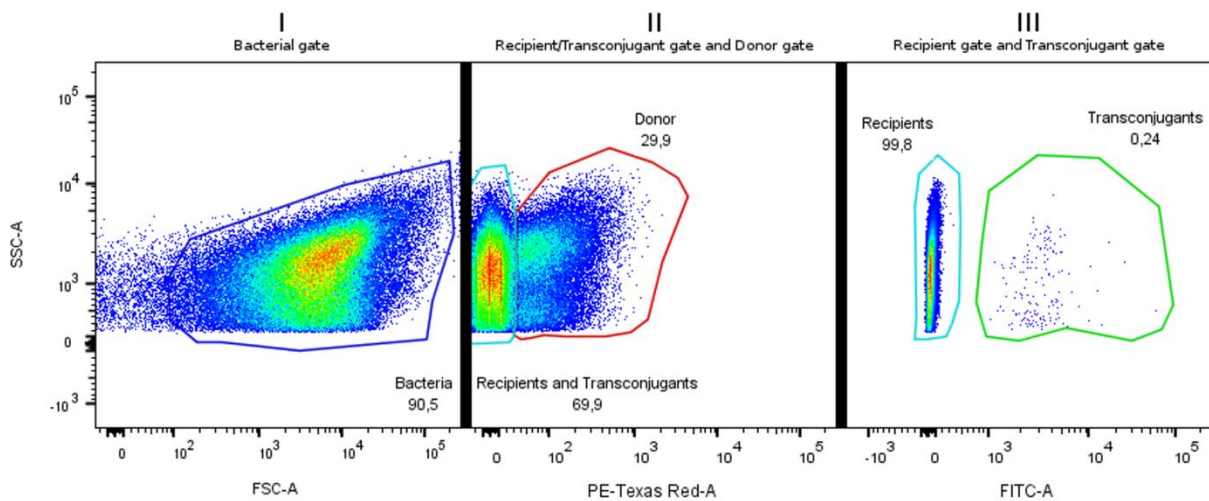 I
Bacterial gate
II
Recipient/Transconjugant gate and Donor gate
III
Recipient gate and Transconjugant gate
SSC-A
10^5
10^4
10^3
0
-10^3
Bacteria
90,5
0
10^2
10^3
10^4
10^5
FSC-A
Donor
29,9
Recipients and Transconjugants
69,9
0
10^2
10^3
10^4
PE-Texas Red-A
Recipients
99,8
Transconjugants
0,24
-10^3
0
10^3
10^4
10^5
FITC-A